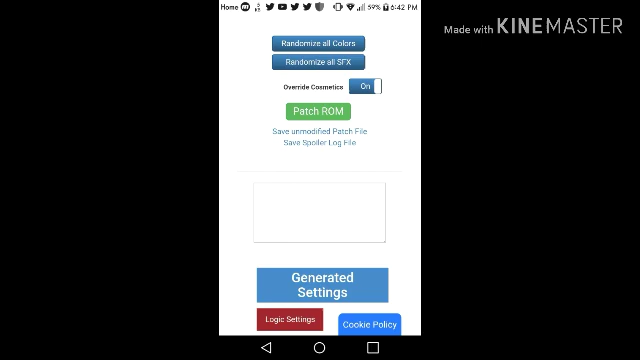 Home 59% 6:42 PM
Made with KINEMASTER
Randomize all Colors
Randomize all SFX
Override Cosmetics On
Patch ROM
Save unmodified Patch File
Save Spoiler Log File
Generated
Settings
Logic Settings
Cookie Policy